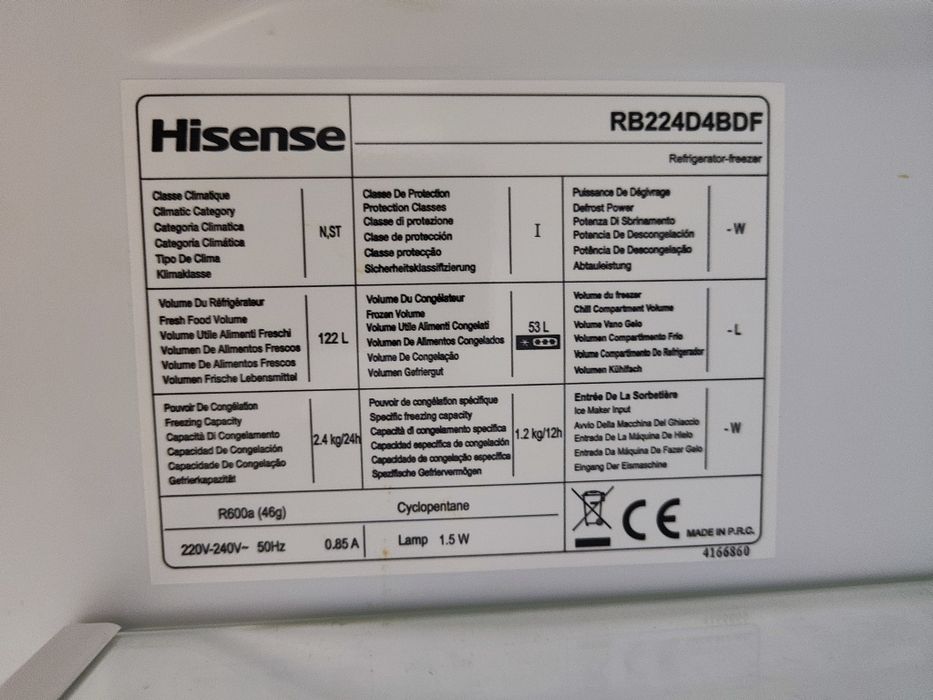 Hisense
RB224D4BDF
Refrigerator-freezer
Classe Climatique
Climatic Category
Categoria Climatica
Categoría Climática
Tipo De Clima
Klimaklasse
N,ST
Classe De Protection
Protection Classes
Classe di protezione
Clase de protección
Classe protecção
Sicherheitsklassifizierung
I
Puissance De Dégivrage
Defrost Power
Potenza Di Sbrinamento
Potencia De Descongelación
Potência De Descongelação
Abtauleistung
-W
Volume Du Réfrigérateur
Fresh Food Volume
Volume Utile Alimenti Freschi
Volumen De Alimentos Frescos
Volume De Alimentos Frescos
Volumen Frische Lebensmittel
122 L
Volume Du Congélateur
Frozen Volume
Volume Utile Alimenti Congelati
Volumen De Alimentos Congelados
Volume De Congelação
Volumen Gefriergut
53 L
Volume du freezer
Chill Compartment Volume
Volume Vano Gelo
Volumen Compartimento Frío
Volume Compartimento Do Refrigerador
Volumen Kühlfach
-L
Pouvoir De Congélation
Freezing Capacity
Capacità Di Congelamento
Capacidad De Congelación
Capacidade De Congelação
Gefrierkapazität
2.4 kg/24h
Pouvoir de congélation spécifique
Specific freezing capacity
Capacità di congelamento specifica
Capacidad específica de congelación
Capacidade de congelação específica
Spezifische Gefriervermögen
1.2 kg/12h
Entrée De La Sorbetière
Ice Maker Input
Avvio Della Macchina Del Ghiaccio
Entrada De La Máquina De Hielo
Entrada Da Máquina De Fazer Gelo
Eingang Der Eismaschine
-W
R600a (46g)
Cyclopentane
220V-240V~ 50Hz
0.85 A
Lamp 1.5 W
CE
MADE IN P.R.C.
4166860